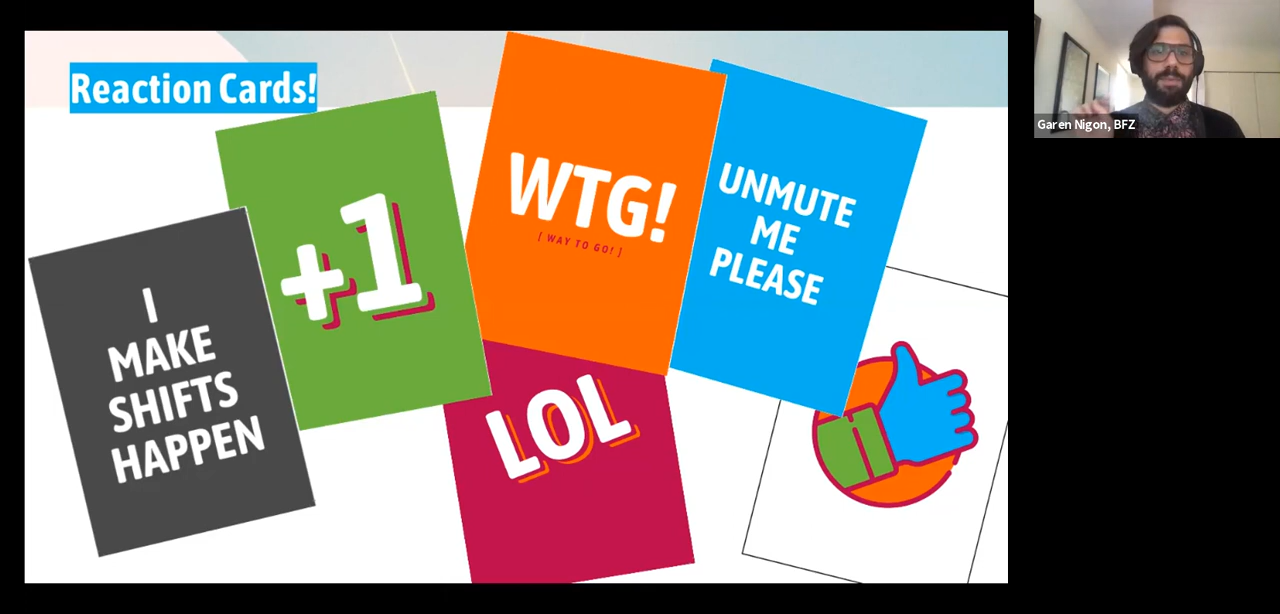 Reaction Cards!
I
MAKE
SHIFTS
HAPPEN
+1
WTG!
[ WAY TO GO! ]
LOL
UNMUTE
ME
PLEASE
Garen Nigon, BFZ